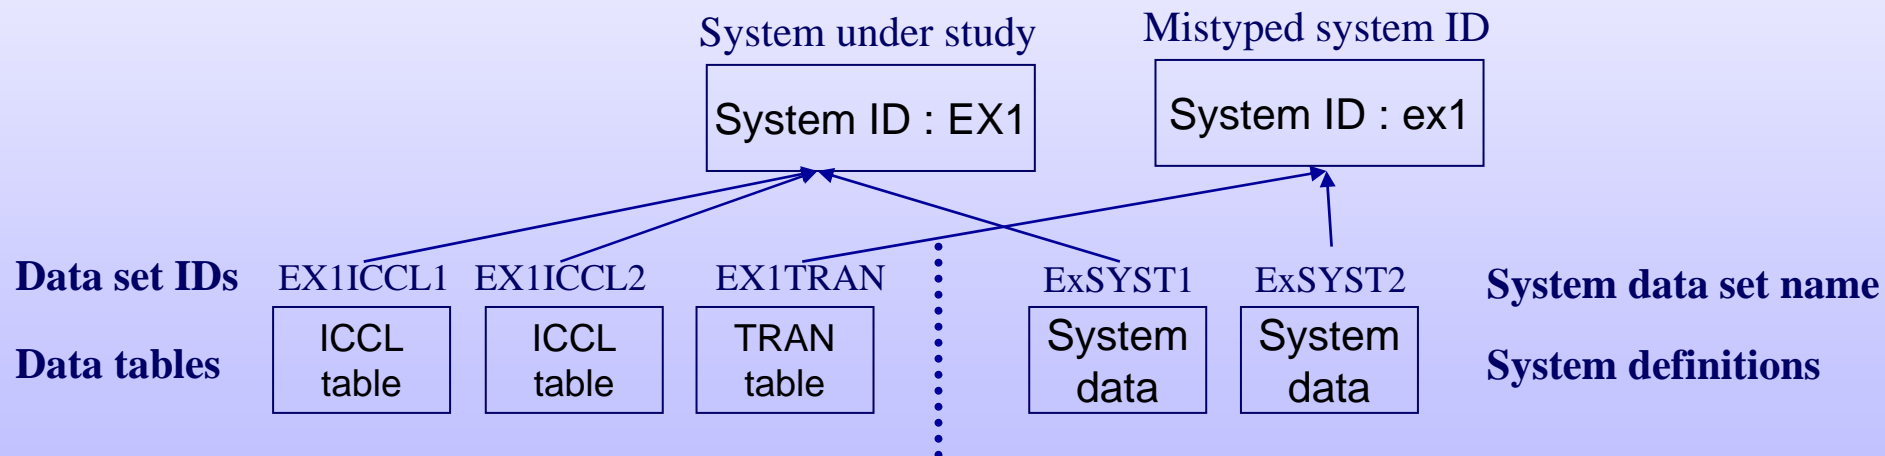 System under study
Mistyped system ID
System ID : EX1
System ID : ex1
Data set IDs
EX1ICCL1
EX1ICCL2
EX1TRAN
ExSYST1
ExSYST2
System data set name
Data tables
ICCL
table
ICCL
table
TRAN
table
System
data
System
data
System definitions